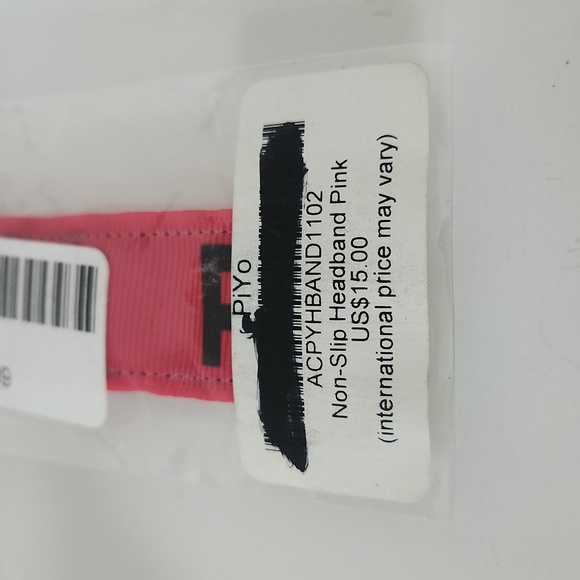 PiYo
ACPYHBAND1102
Non-Slip Headband Pink
US$15.00
(international price may vary)